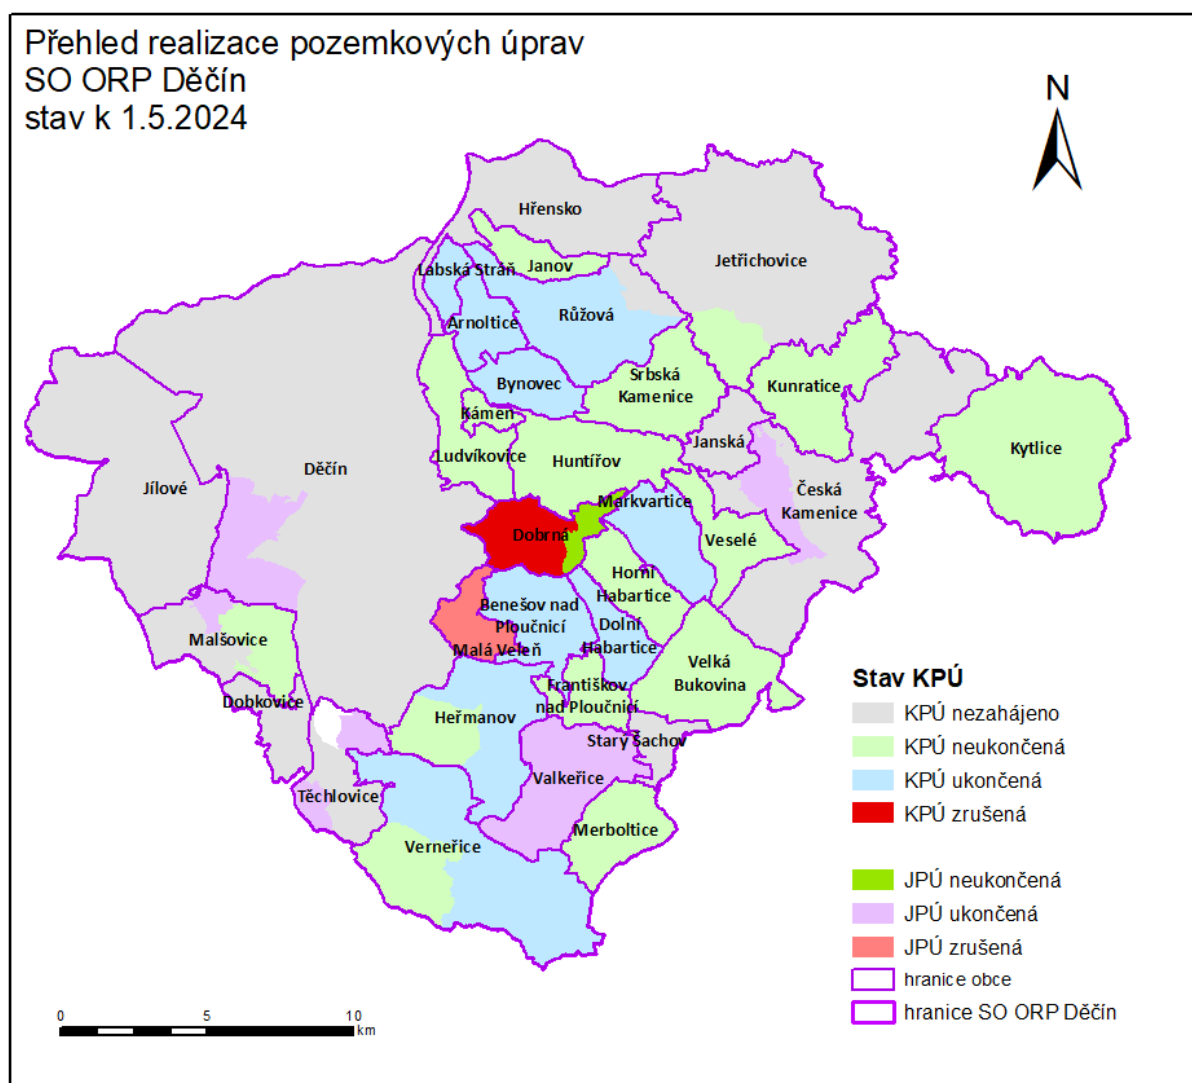 Přehled realizace pozemkových úprav
SO ORP Děčín
stav k 1.5.2024
N
Hřensko
Jetřichovice
Labská Stráň
Janov
Arnoltice
Růžová
Bynovec
Srbská
Kamenice
Kunratice
Kámen
Janská
Kytlice
Ludvíkovice
Huntířov
Děčín
Jílové
Česká
Kamenice
Markvartice
Dobrná
Veselé
Horní
Habartice
Benešov nad
Ploučnicí
Dolní
Habartice
Malšovice
Malá Veleň
Velká
Bukovina
Františkov
nad Ploučnicí
Dobkovice
Heřmanov
Starý Šachov
Valkeřice
Těchlovice
Merboltice
Verneřice
Stav KPÚ
KPÚ nezahájeno
KPÚ neukončená
KPÚ ukončená
KPÚ zrušená
JPÚ neukončená
JPÚ ukončená
JPÚ zrušená
hranice obce
hranice SO ORP Děčín
0 5 10
km